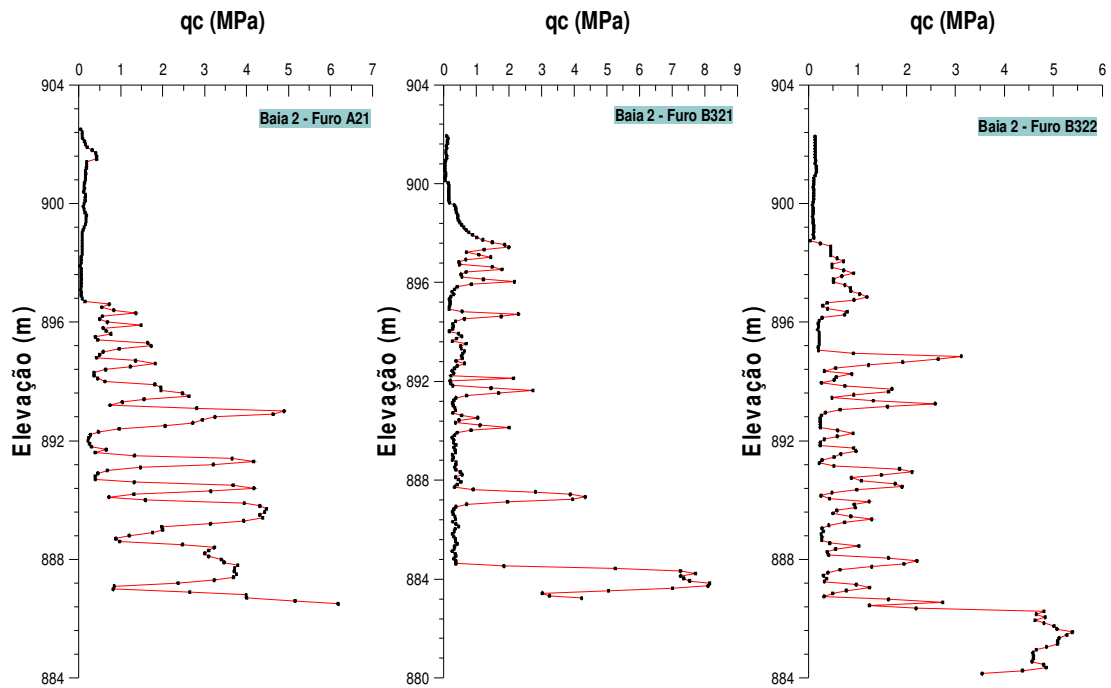 qc (MPa)
0 1 2 3 4 5 6 7
904
900
896
892
888
884
Elevação (m)
Baia 2 - Furo A21
qc (MPa)
0 1 2 3 4 5 6 7 8 9
904
900
896
892
888
884
880
Elevação (m)
Baia 2 - Furo B321
qc (MPa)
0 1 2 3 4 5 6
904
900
896
892
888
884
Elevação (m)
Baia 2 - Furo B322